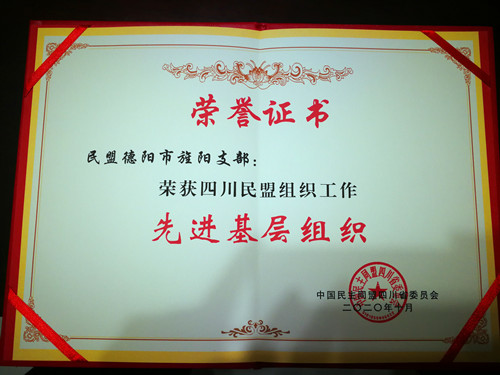 荣誉证书
民盟德阳市旌阳支部：
荣获四川民盟组织工作
先进基层组织
中国民主同盟四川省委员会
二〇二〇年十月